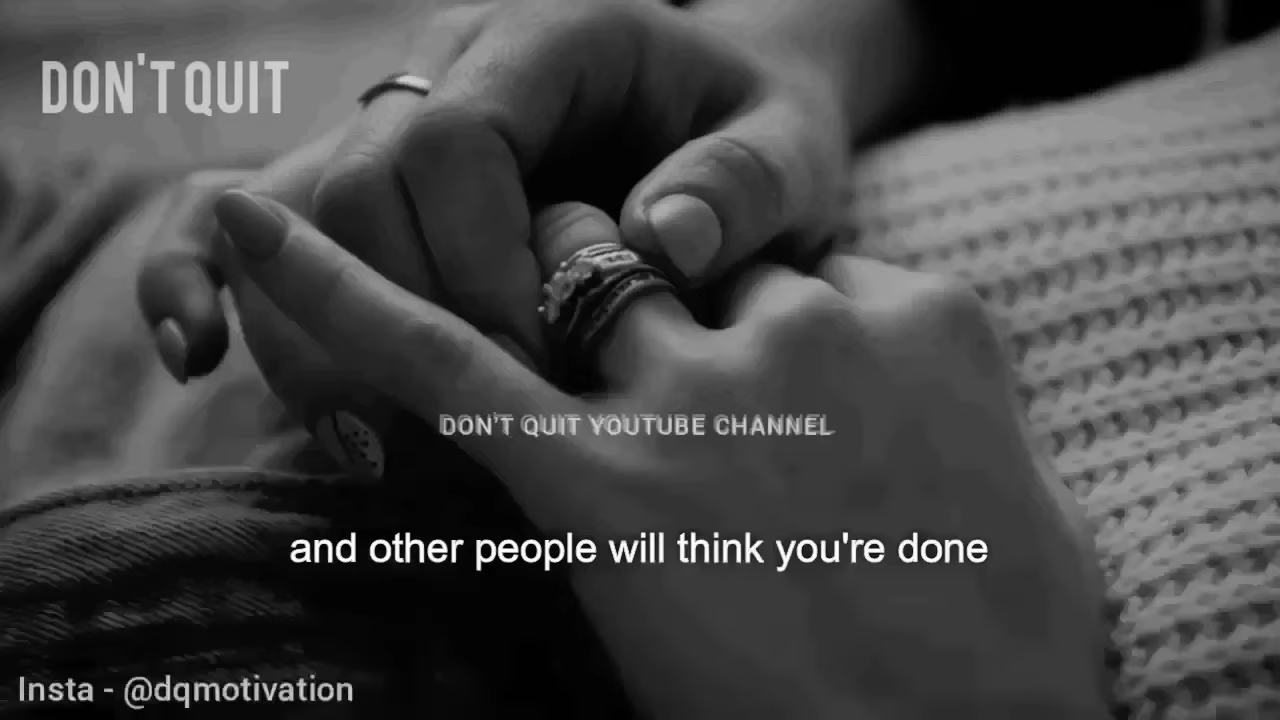 DON'T QUIT
DON'T QUIT YOUTUBE CHANNEL
and other people will think you're done
Insta - @dqmotivation